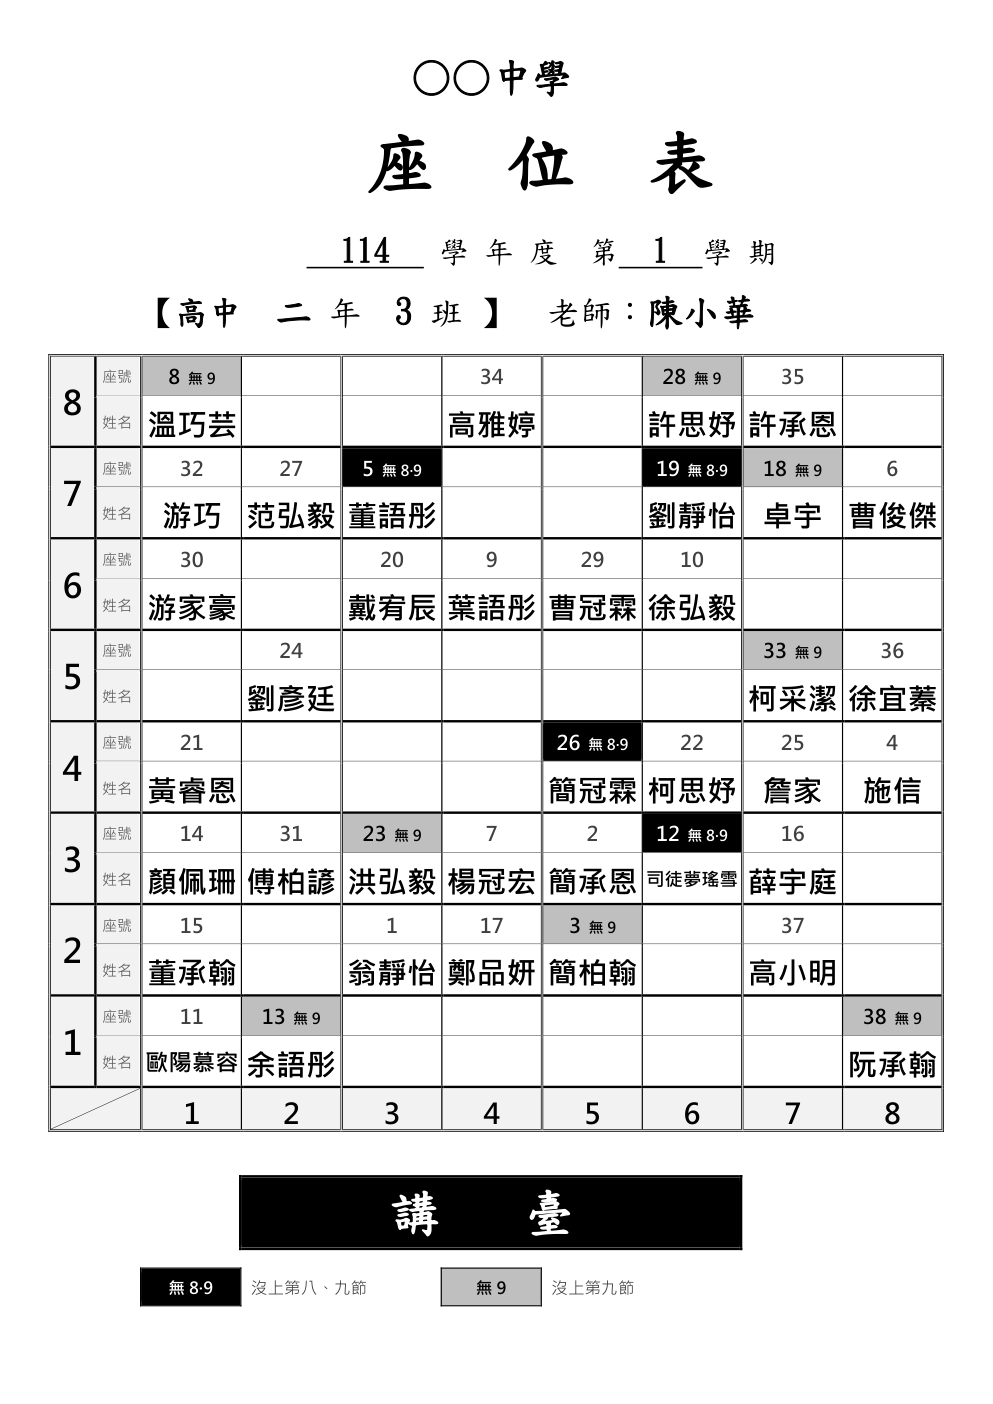 ○○中學
座 位 表
114 學 年 度 第 1 學 期
【高中 二 年 3 班 】 老師：陳小華
8 座號 8 無 9 34 28 無 9 35
姓名 溫巧芸 高雅婷 許思妤 許承恩
7 座號 32 27 5 無 8·9 19 無 8·9 18 無 9 6
姓名 游巧 范弘毅 董語彤 劉靜怡 卓宇 曹俊傑
6 座號 30 20 9 29 10
姓名 游家豪 戴宥辰 葉語彤 曹冠霖 徐弘毅
5 座號 24 33 無 9 36
姓名 劉彥廷 柯采潔 徐宜蓁
4 座號 21 26 無 8·9 22 25 4
姓名 黃睿恩 簡冠霖 柯思妤 詹家 施信
3 座號 14 31 23 無 9 7 2 12 無 8·9 16
姓名 顏佩珊 傅柏諺 洪弘毅 楊冠宏 簡承恩 司徒夢瑤雪 薛宇庭
2 座號 15 1 17 3 無 9 37
姓名 董承翰 翁靜怡 鄭品妍 簡柏翰 高小明
1 座號 11 13 無 9 38 無 9
姓名 歐陽慕容 余語彤 阮承翰
1 2 3 4 5 6 7 8
講 臺
無 8·9 沒上第八、九節 無 9 沒上第九節